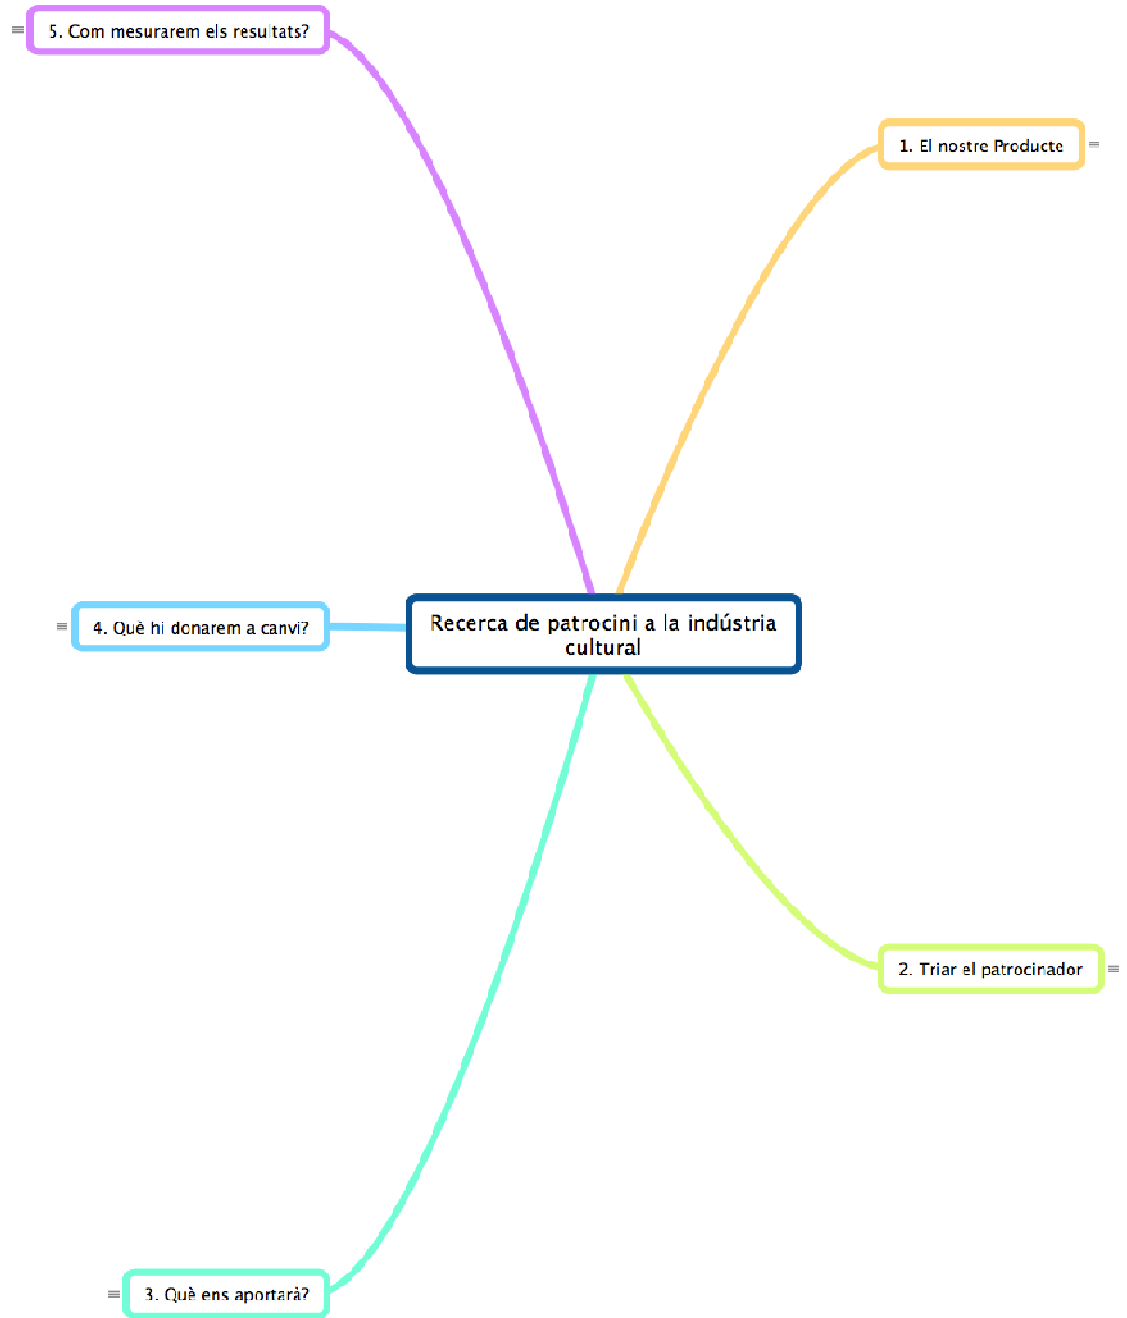 5. Com mesurarem els resultats?
1. El nostre Producte
4. Què hi donarem a canvi?
Recerca de patrocini a la indústria
cultural
2. Triar el patrocinador
3. Què ens aportarà?